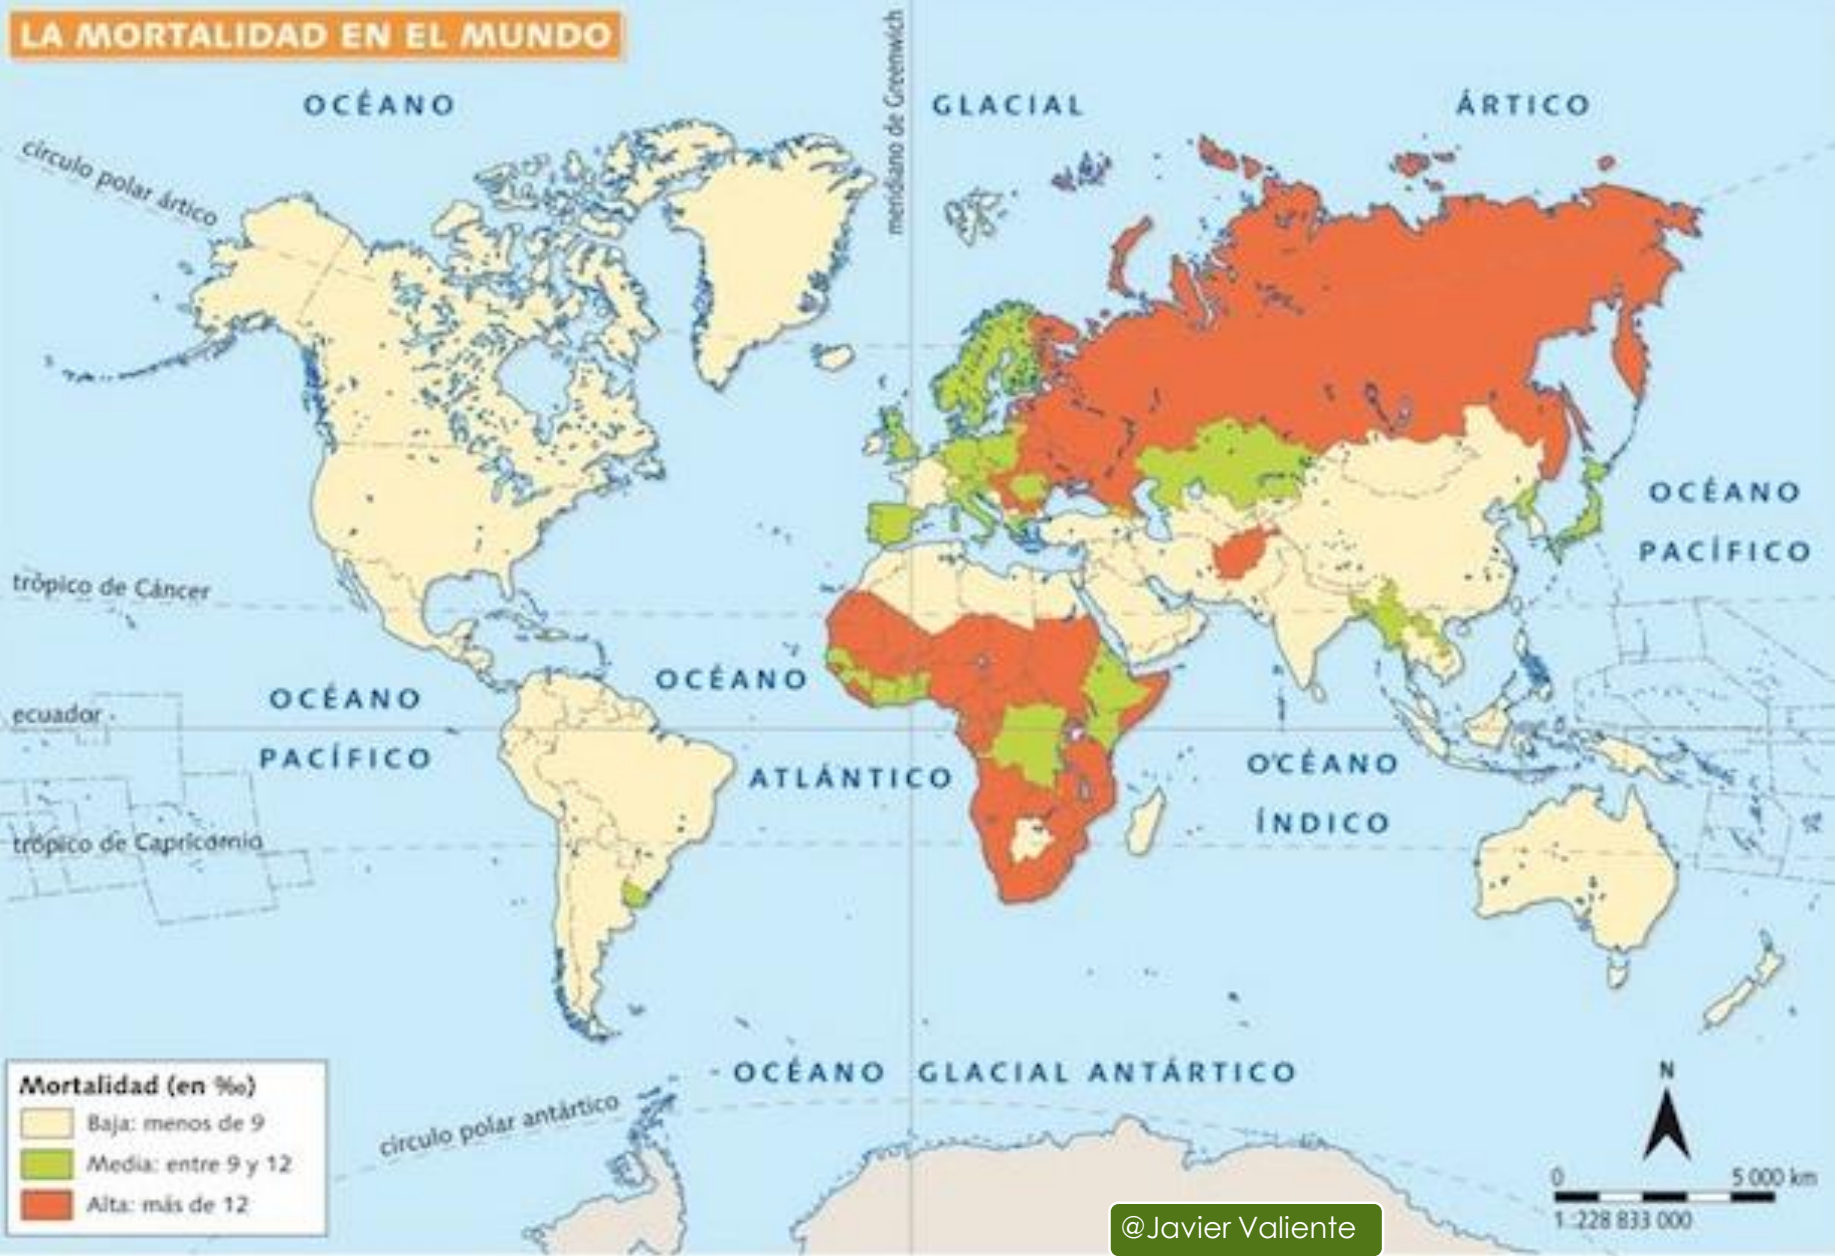 LA MORTALIDAD EN EL MUNDO
meridiano de Greenwich
OCÉANO GLACIAL ÁRTICO
círculo polar ártico
OCÉANO
PACÍFICO
trópico de Cáncer
OCÉANO
ATLÁNTICO
OCÉANO
PACÍFICO
ecuador
OCÉANO
ÍNDICO
trópico de Capricornio
OCÉANO GLACIAL ANTÁRTICO
círculo polar antártico
Mortalidad (en ‰)
Baja: menos de 9
Media: entre 9 y 12
Alta: más de 12
N
0 5 000 km
1 :228 833 000
@Javier Valiente